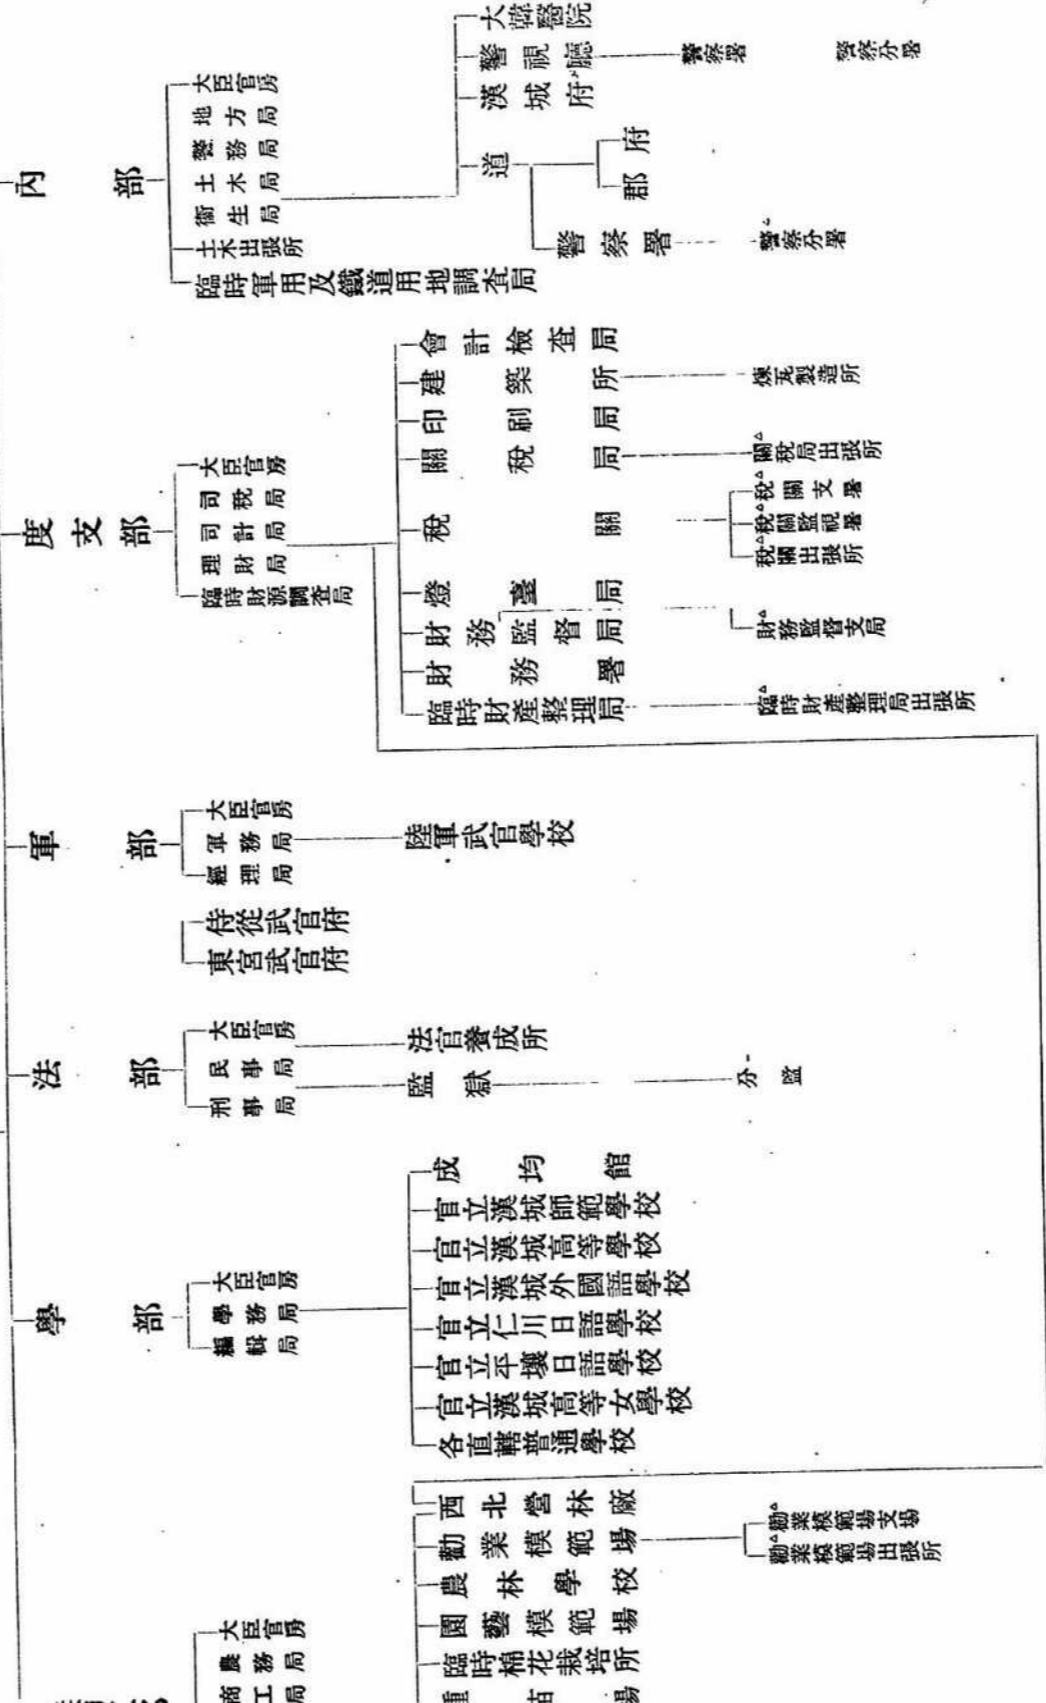 內部
大臣官房
地方局
警務局
土木局
衞生局
土木出張所
臨時軍用及鐵道用地調查局
大韓醫院
警視廳
警察署
警察分署
漢城府
道
府
郡
警察署
△警察分署
度支部
大臣官房
司稅局
司計局
理財局
臨時財源調查局
會計檢查局
建築所
煉瓦製造所
印刷局
關稅局
△關稅局出張所
稅關
△稅關支署
△稅關監視署
△稅關出張所
燈臺局
財務監督局
△財務監督支局
財務署
臨時財產整理局
△臨時財產整理局出張所
軍部
大臣官房
軍務局
經理局
陸軍武官學校
侍從武官府
東宮武官府
法部
大臣官房
民事局
刑事局
法官養成所
監獄
分監
學部
大臣官房
學務局
編輯局
成均館
官立漢城師範學校
官立漢城高等學校
官立漢城外國語學校
官立仁川日語學校
官立平壤日語學校
官立漢城高等女學校
各直轄普通學校
大臣官房
農務局
商工局
西北營林廠
勸業模範場
△勸業模範場支場
△勸業模範場出張所
農林學校
園藝模範場
臨時棉花栽培所